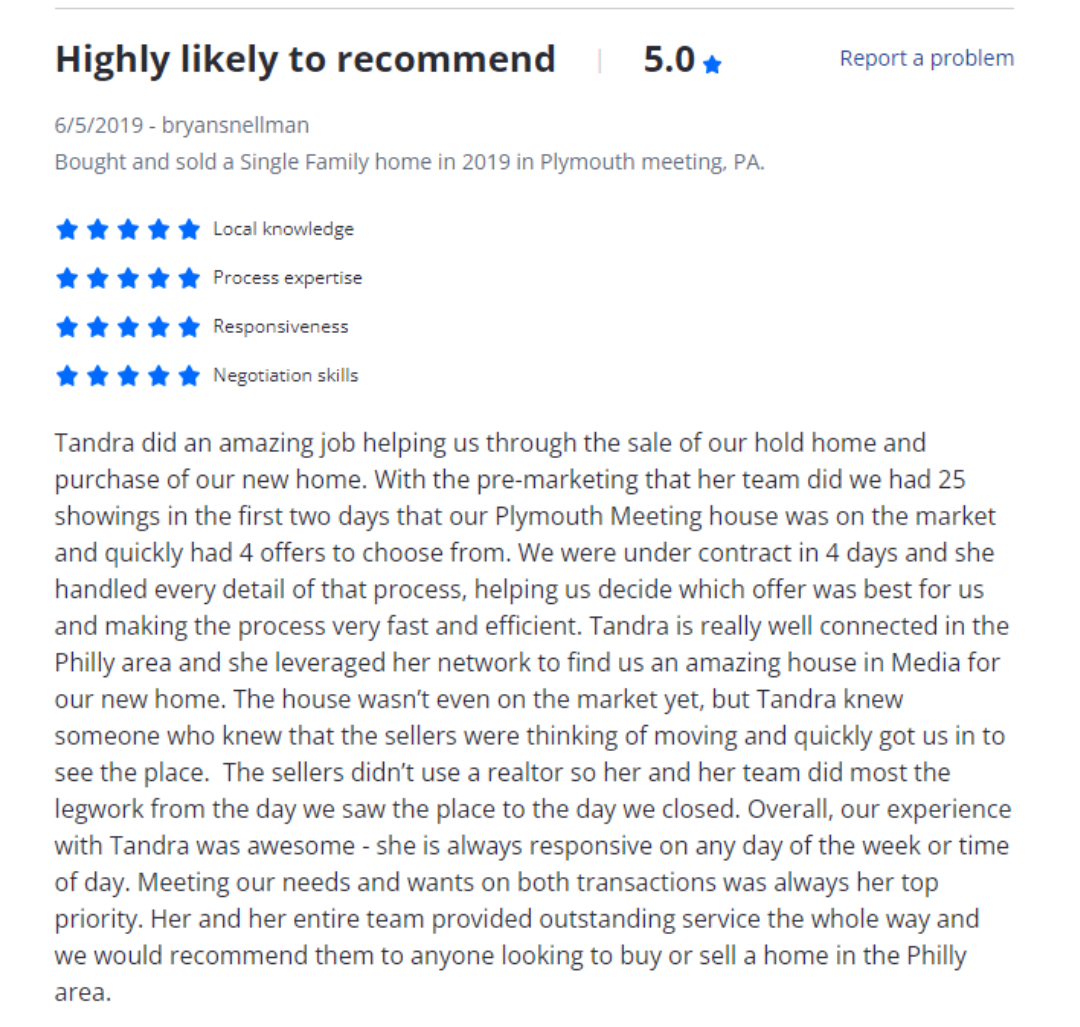 Highly likely to recommend | 5.0 Report a problem
6/5/2019 - bryansnellman
Bought and sold a Single Family home in 2019 in Plymouth meeting, PA.
Local knowledge
Process expertise
Responsiveness
Negotiation skills
Tandra did an amazing job helping us through the sale of our hold home and
purchase of our new home. With the pre-marketing that her team did we had 25
showings in the first two days that our Plymouth Meeting house was on the market
and quickly had 4 offers to choose from. We were under contract in 4 days and she
handled every detail of that process, helping us decide which offer was best for us
and making the process very fast and efficient. Tandra is really well connected in the
Philly area and she leveraged her network to find us an amazing house in Media for
our new home. The house wasn’t even on the market yet, but Tandra knew
someone who knew that the sellers were thinking of moving and quickly got us in to
see the place.  The sellers didn’t use a realtor so her and her team did most the
legwork from the day we saw the place to the day we closed. Overall, our experience
with Tandra was awesome - she is always responsive on any day of the week or time
of day. Meeting our needs and wants on both transactions was always her top
priority. Her and her entire team provided outstanding service the whole way and
we would recommend them to anyone looking to buy or sell a home in the Philly
area.